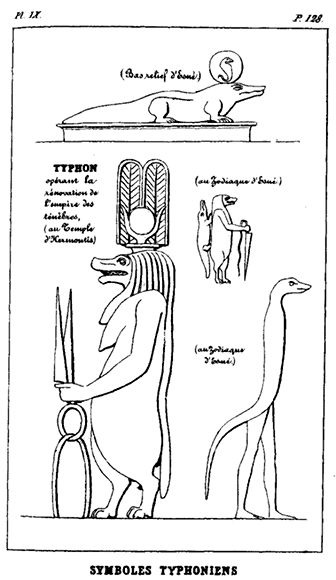 Pl. IX.
P. 128.
(Bas relief d'Esné)
TYPHON
opérant la
rénovation de
l'empire des
ténèbres,
(au Temple
d'Hermontis)
(au Zodiaque d'Esné)
(au Zodiaque
d'Esné)
SYMBOLES TYPHONIENS